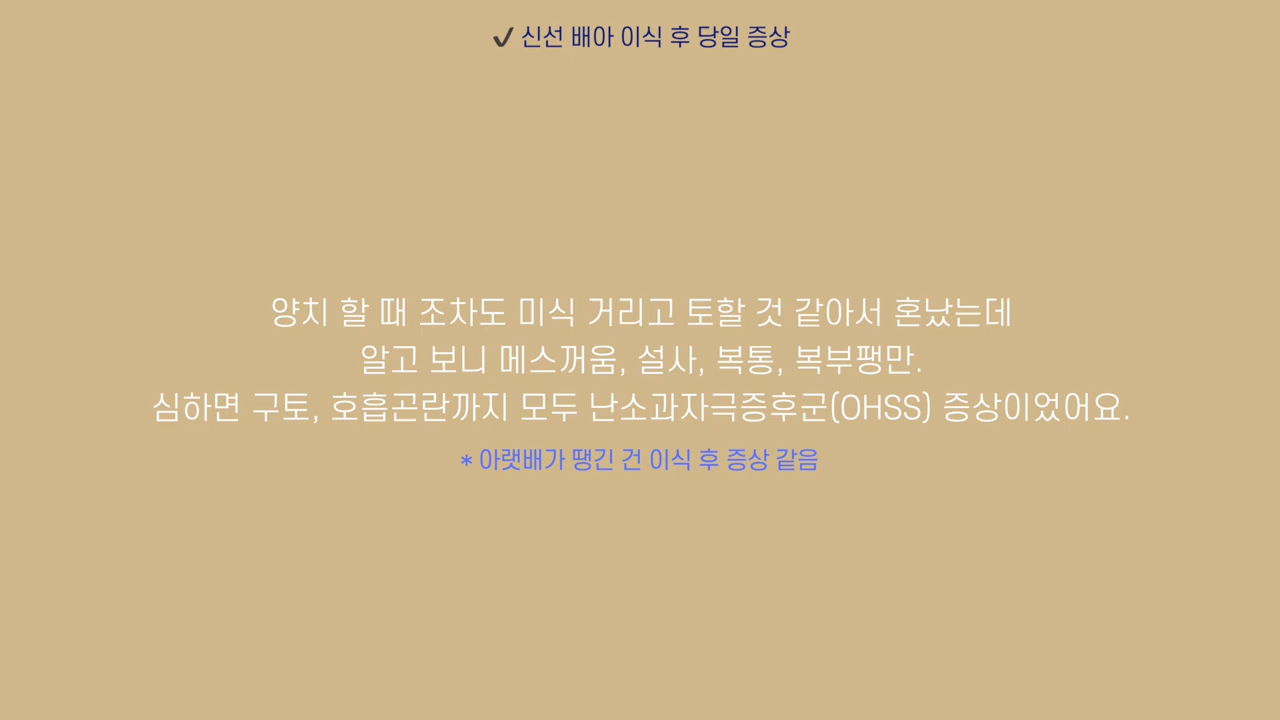 ✔ 신선 배아 이식 후 당일 증상
양치 할 때 조차도 미식 거리고 토할 것 같아서 혼났는데
알고 보니 메스꺼움, 설사, 복통, 복부팽만.
심하면 구토, 호흡곤란까지 모두 난소과자극증후군(OHSS) 증상이었어요.
* 아랫배가 땡긴 건 이식 후 증상 같음